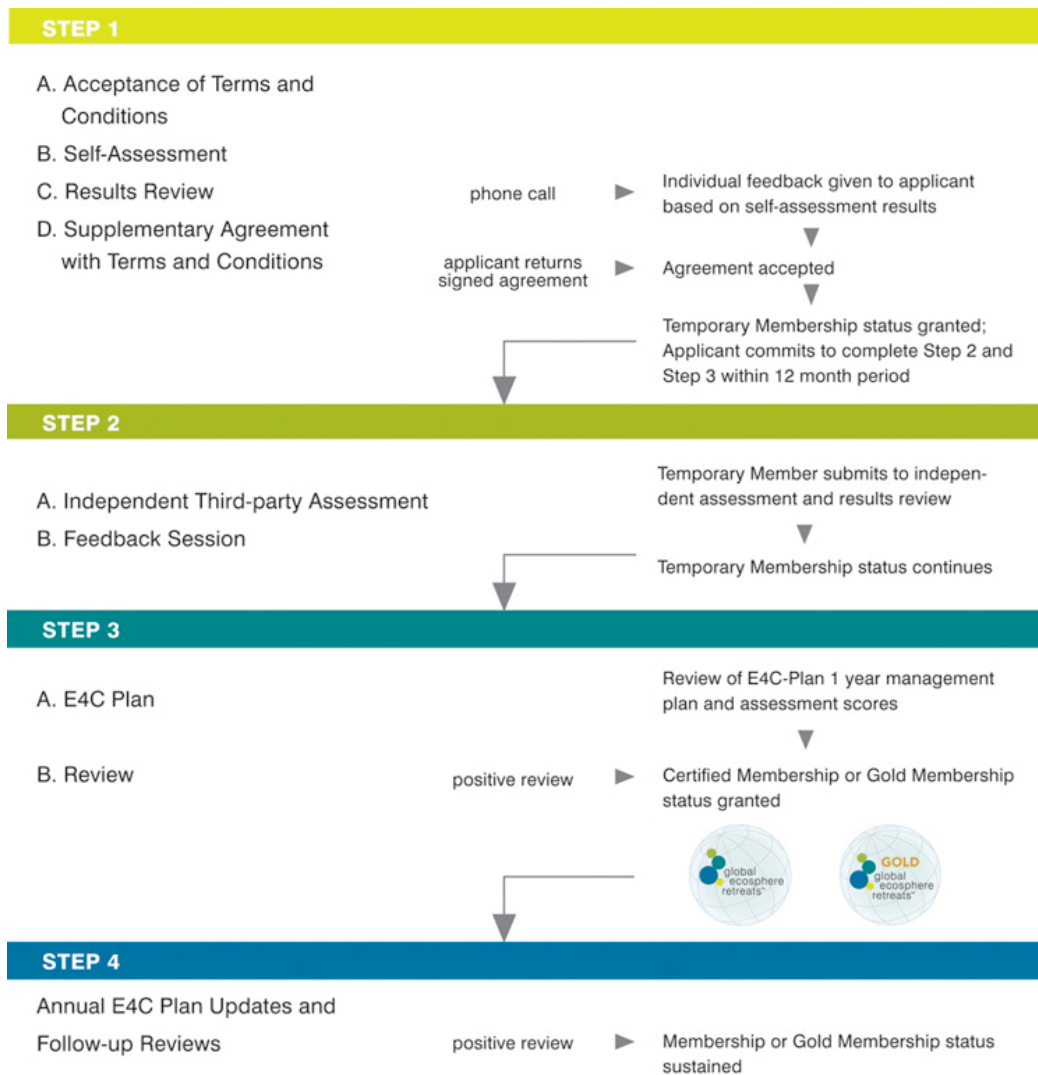 STEP 1
A. Acceptance of Terms and
Conditions
B. Self-Assessment
C. Results Review
phone call
Individual feedback given to applicant
based on self-assessment results
D. Supplementary Agreement
with Terms and Conditions
applicant returns
signed agreement
Agreement accepted
Temporary Membership status granted;
Applicant commits to complete Step 2 and
Step 3 within 12 month period
STEP 2
A. Independent Third-party Assessment
B. Feedback Session
Temporary Member submits to indepen-
dent assessment and results review
Temporary Membership status continues
STEP 3
A. E4C Plan
Review of E4C-Plan 1 year management
plan and assessment scores
B. Review
positive review
Certified Membership or Gold Membership
status granted
global
ecosphere
retreats™
GOLD
global
ecosphere
retreats™
STEP 4
Annual E4C Plan Updates and
Follow-up Reviews
positive review
Membership or Gold Membership status
sustained